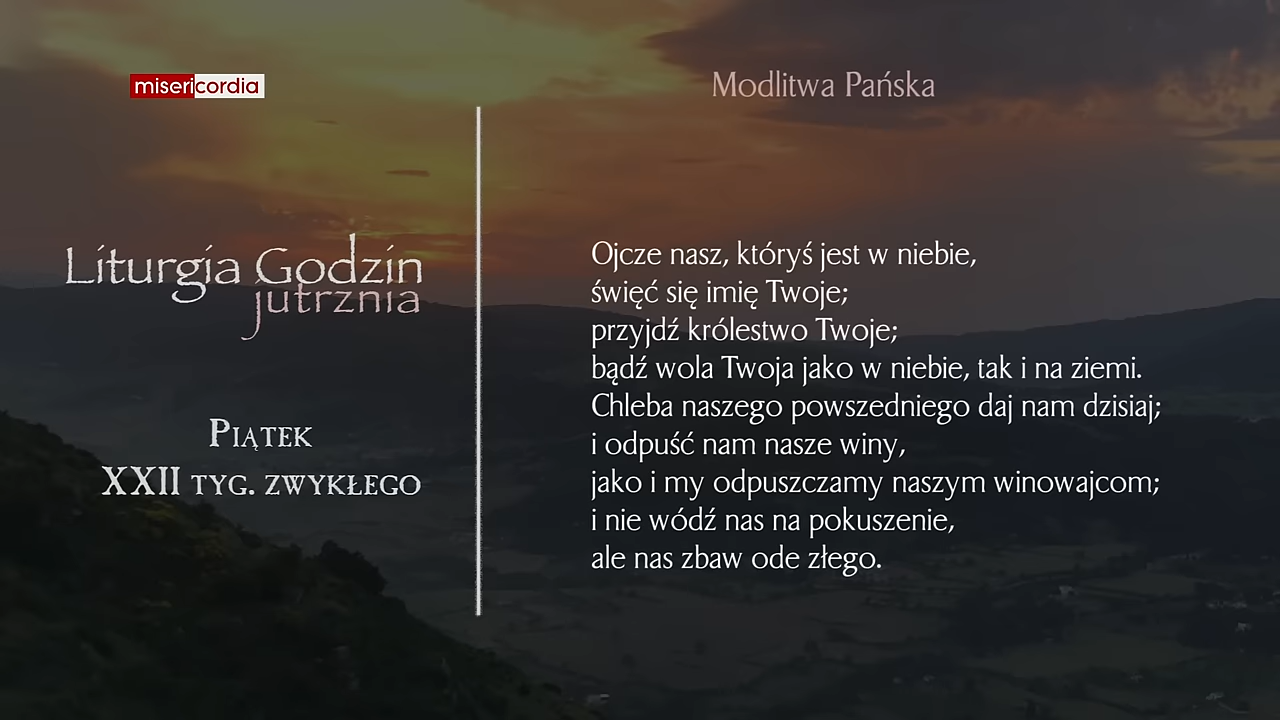 misericordia
Modlitwa Pańska
Liturgia Godzin
jutrznia
Piątek
XXII tyg. zwykłego
Ojcze nasz, któryś jest w niebie,
święć się imię Twoje;
przyjdź królestwo Twoje;
bądź wola Twoja jako w niebie, tak i na ziemi.
Chleba naszego powszedniego daj nam dzisiaj;
i odpuść nam nasze winy,
jako i my odpuszczamy naszym winowajcom;
i nie wódź nas na pokuszenie,
ale nas zbaw ode złego.